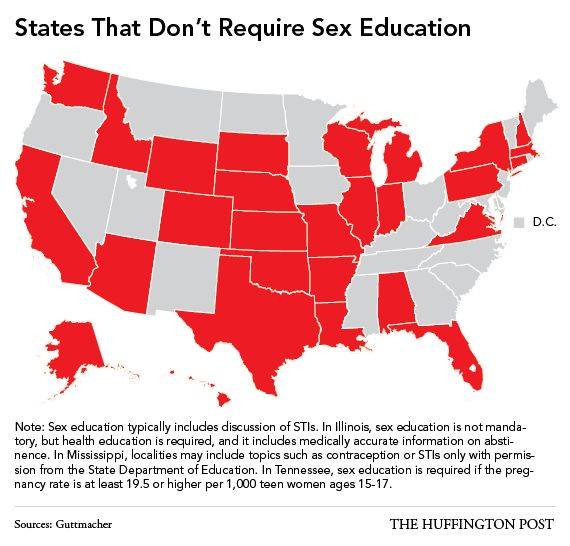 States That Don't Require Sex Education
D.C.
Note: Sex education typically includes discussion of STIs. In Illinois, sex education is not manda-
tory, but health education is required, and it includes medically accurate information on absti-
nence. In Mississippi, localities may include topics such as contraception or STIs only with permis-
sion from the State Department of Education. In Tennessee, sex education is required if the preg-
nancy rate is at least 19.5 or higher per 1,000 teen women ages 15-17.
Sources: Guttmacher
THE HUFFINGTON POST